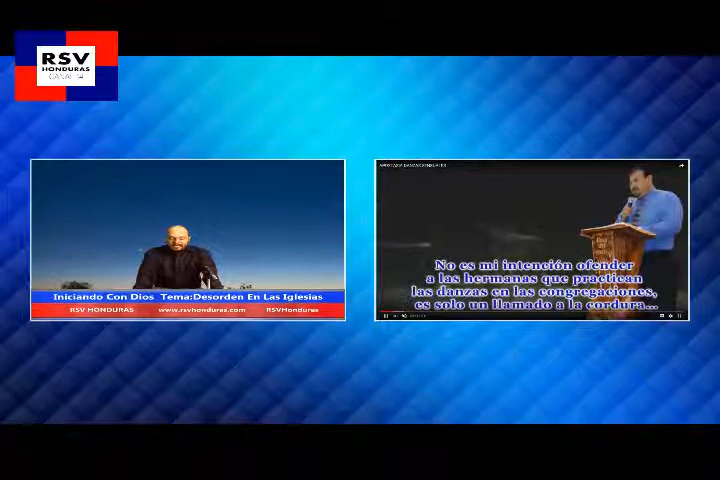 RSV
HONDURAS
CANAL 14
Iniciando Con Dios Tema:Desorden En Las Iglesias
RSV HONDURAS www.rsvhonduras.com RSVHonduras
No es mi intención ofender
a las hermanas que practican
las danzas en las congregaciones,
es solo un llamado a la cordura...